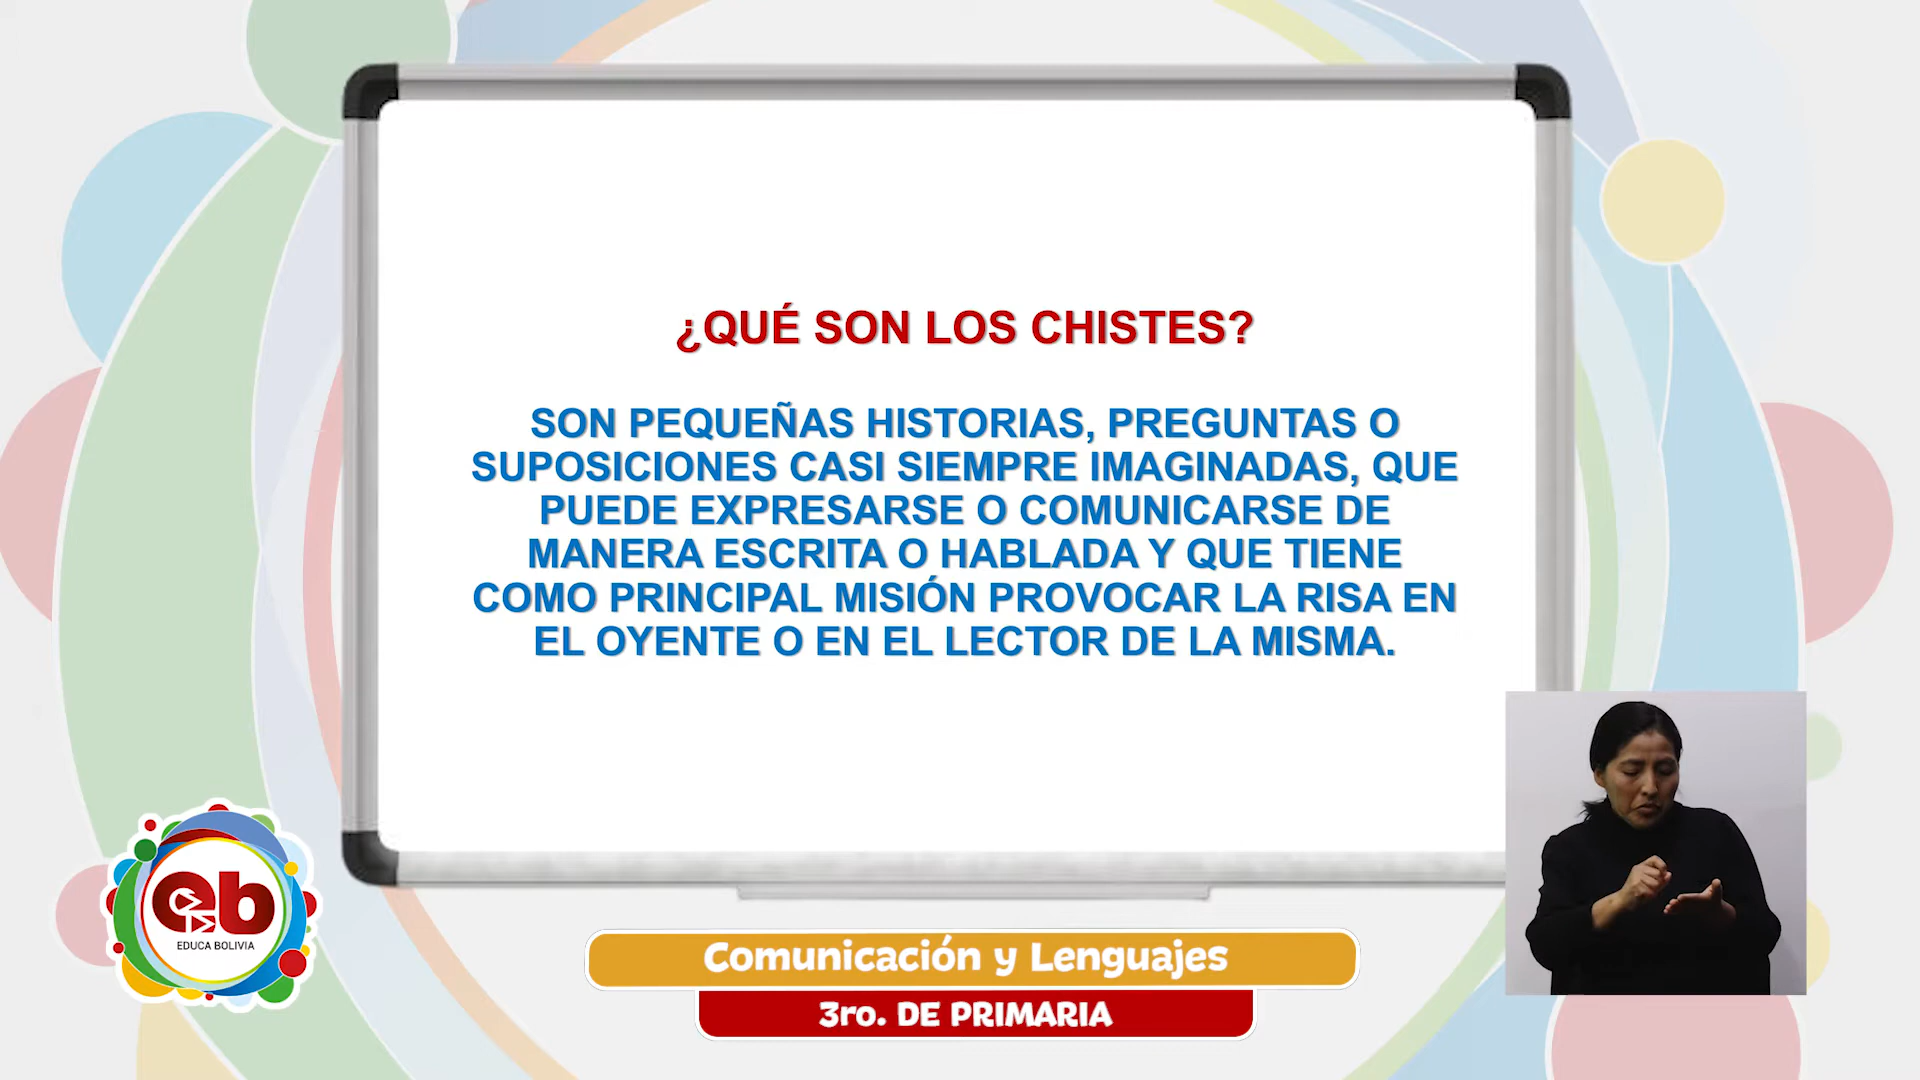 ¿QUÉ SON LOS CHISTES?
SON PEQUEÑAS HISTORIAS, PREGUNTAS O
SUPOSICIONES CASI SIEMPRE IMAGINADAS, QUE
PUEDE EXPRESARSE O COMUNICARSE DE
MANERA ESCRITA O HABLADA Y QUE TIENE
COMO PRINCIPAL MISIÓN PROVOCAR LA RISA EN
EL OYENTE O EN EL LECTOR DE LA MISMA.
eb
EDUCA BOLIVIA
Comunicación y Lenguajes
3ro. DE PRIMARIA